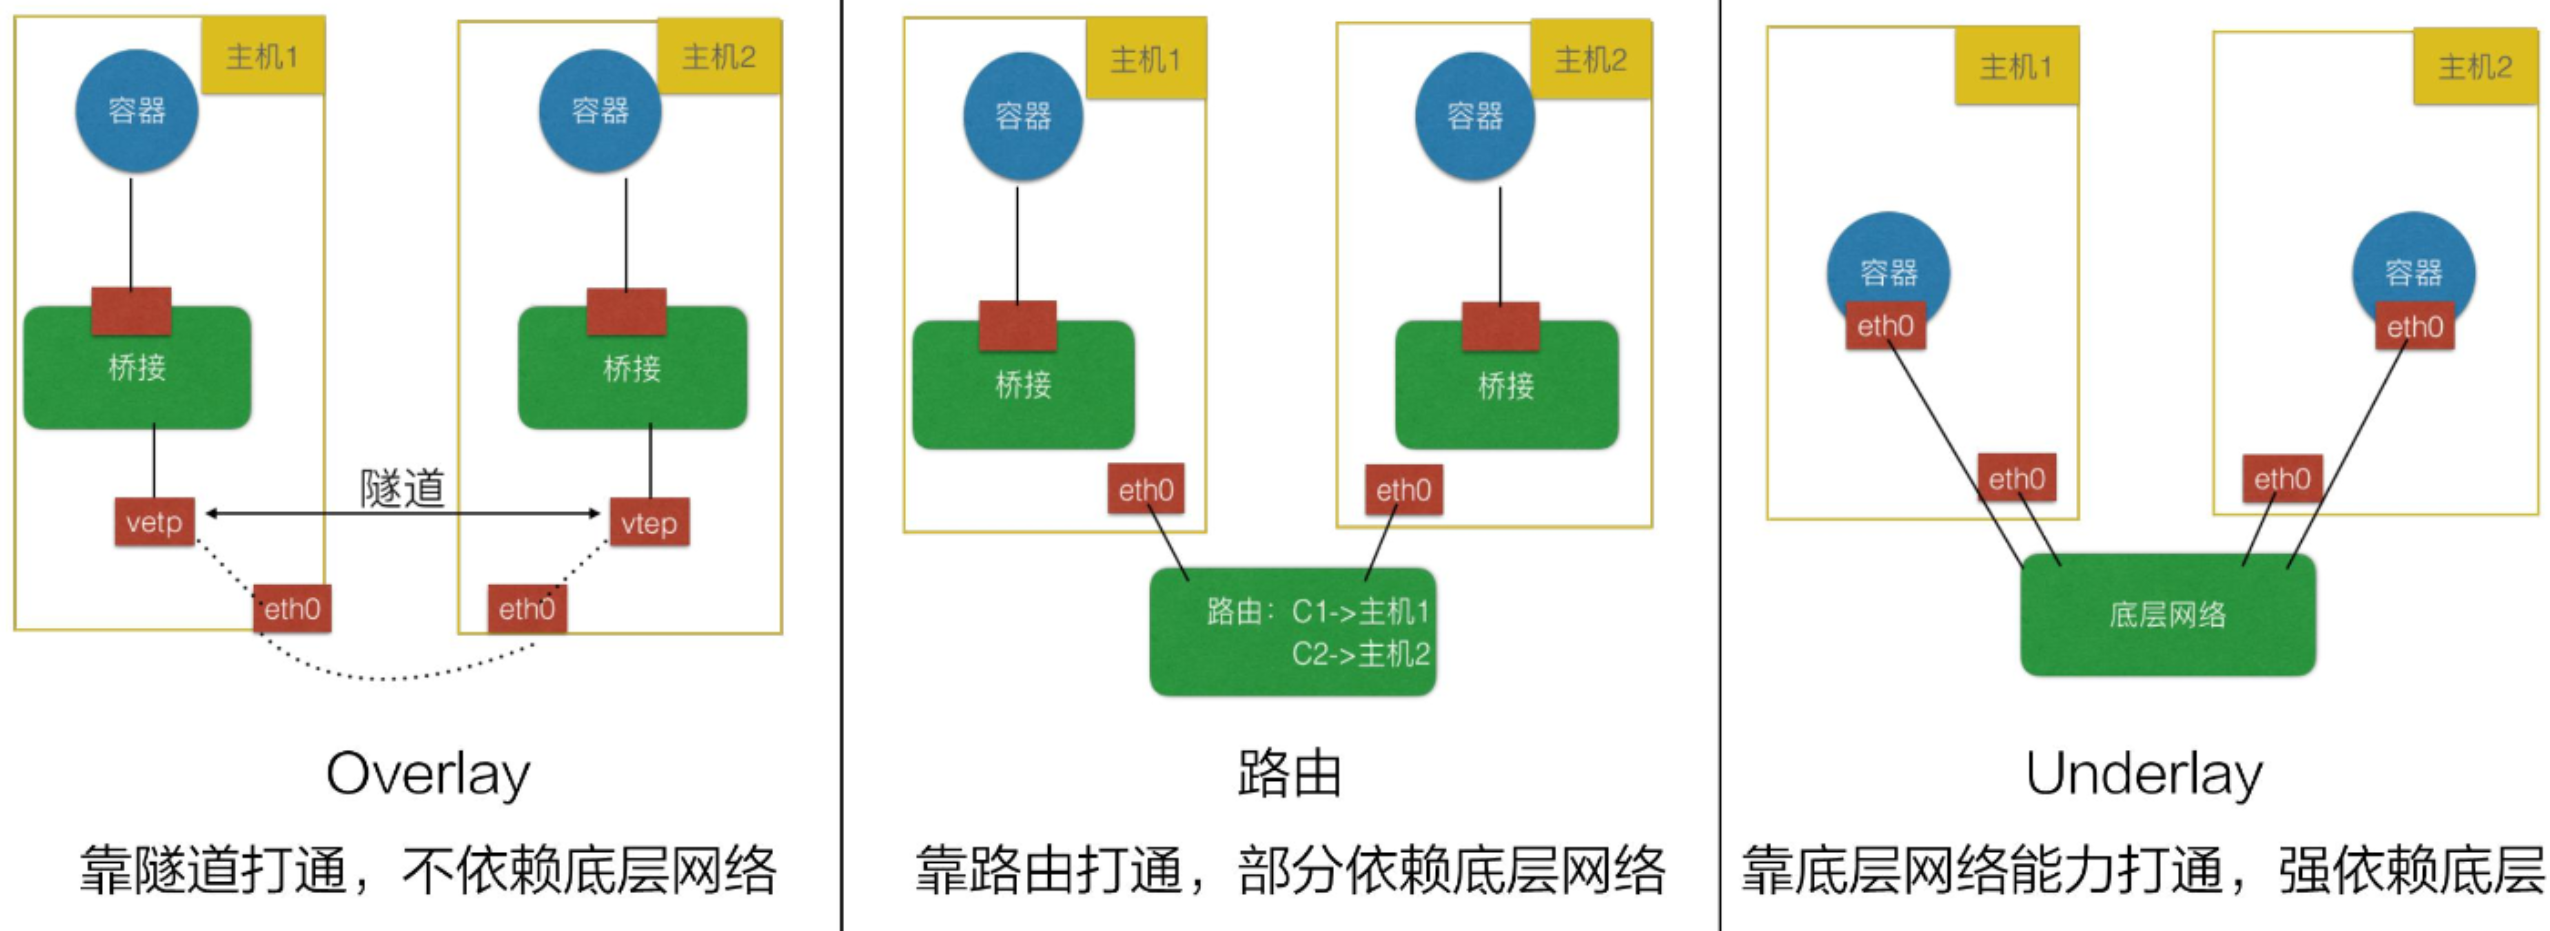 主机1
容器
桥接
vetp
eth0
主机2
容器
桥接
vtep
eth0
隧道
Overlay
靠隧道打通，不依赖底层网络
主机1
容器
桥接
eth0
主机2
容器
桥接
eth0
路由：C1->主机1
C2->主机2
路由
靠路由打通，部分依赖底层网络
主机1
容器
eth0
eth0
主机2
容器
eth0
eth0
底层网络
Underlay
靠底层网络能力打通，强依赖底层